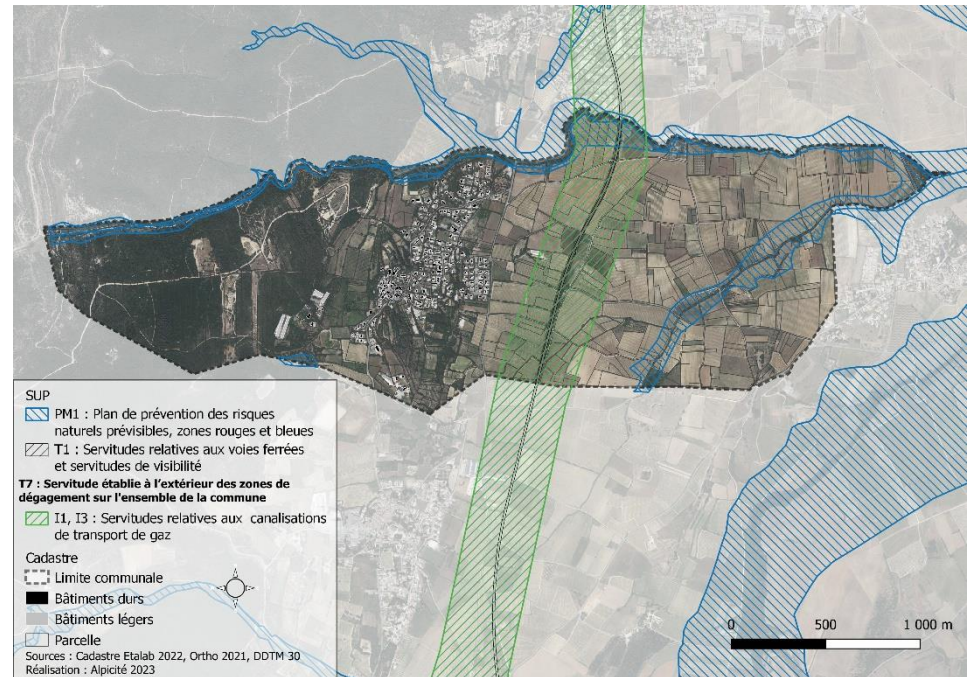 SUP
PM1 : Plan de prévention des risques
naturels prévisibles, zones rouges et bleues
T1 : Servitudes relatives aux voies ferrées
et servitudes de visibilité
T7 : Servitude établie à l'extérieur des zones de
dégagement sur l'ensemble de la commune
I1, I3 : Servitudes relatives aux canalisations
de transport de gaz
Cadastre
Limite communale
Bâtiments durs
Bâtiments légers
Parcelle
Sources : Cadastre Etalab 2022, Ortho 2021, DDTM 30
Réalisation : Alpicité 2023
0 500 1 000 m